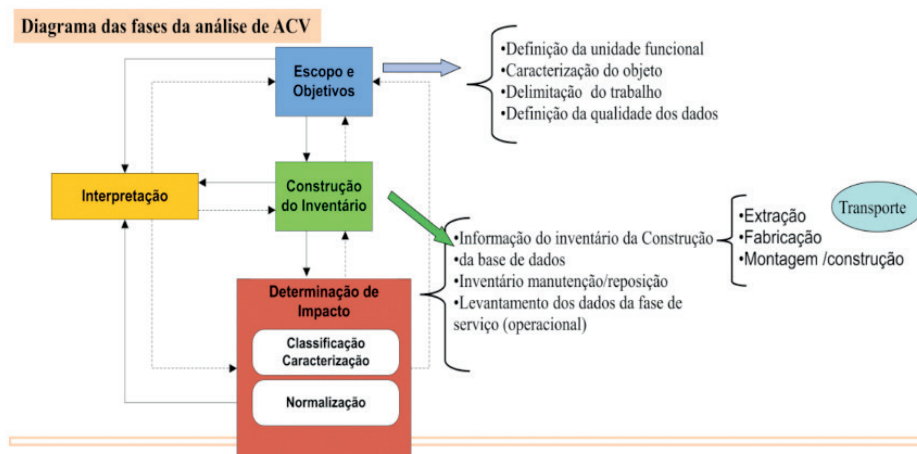 Diagrama das fases da análise de ACV
Escopo e
Objetivos
•Definição da unidade funcional
•Caracterização do objeto
•Delimitação do trabalho
•Definição da qualidade dos dados
Interpretação
Construção
do Inventário
•Informação do inventário da Construção
•da base de dados
•Inventário manutenção/reposição
•Levantamento dos dados da fase de
serviço (operacional)
•Extração
•Fabricação
•Montagem /construção
Transporte
Determinação de
Impacto
Classificação
Caracterização
Normalização